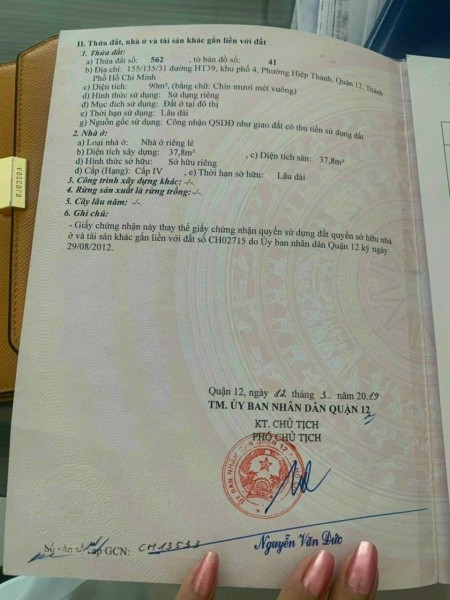 II. Thửa đất, nhà ở và tài sản khác gắn liền với đất
1. Thửa đất:
a) Thửa đất số: 562, tờ bản đồ số: 41
b) Địa chỉ: 155/135/31 đường HT39, khu phố 4, Phường Hiệp Thành, Quận 12, Thành
Phố Hồ Chí Minh
c) Diện tích: 90m², (bằng chữ: Chín mươi mét vuông)
d) Hình thức sử dụng: Sử dụng riêng
đ) Mục đích sử dụng: Đất ở tại đô thị
e) Thời hạn sử dụng: Lâu dài
g) Nguồn gốc sử dụng: Công nhận QSDĐ như giao đất có thu tiền sử dụng đất
2. Nhà ở:
a) Loại nhà ở: Nhà ở riêng lẻ
b) Diện tích xây dựng: 37,8m² , c) Diện tích sàn: 37,8m²
d) Hình thức sở hữu: Sở hữu riêng
đ) Cấp (Hạng): Cấp IV , e) Thời hạn sở hữu: Lâu dài
3. Công trình xây dựng khác: -/-
4. Rừng sản xuất là rừng trồng: -/-
5. Cây lâu năm: -/-
6. Ghi chú:
- Giấy chứng nhận này thay thế giấy chứng nhận quyền sử dụng đất quyền sở hữu nhà
ở và tài sản khác gắn liền với đất số CH02715 do Ủy ban nhân dân Quận 12 ký ngày
29/08/2012.
Quận 12, ngày 12 tháng 3 năm 2019
TM. ỦY BAN NHÂN DÂN QUẬN 12
KT. CHỦ TỊCH
PHÓ CHỦ TỊCH
Nguyễn Văn Đức
Số vào sổ cấp GCN: CH13533
vascara